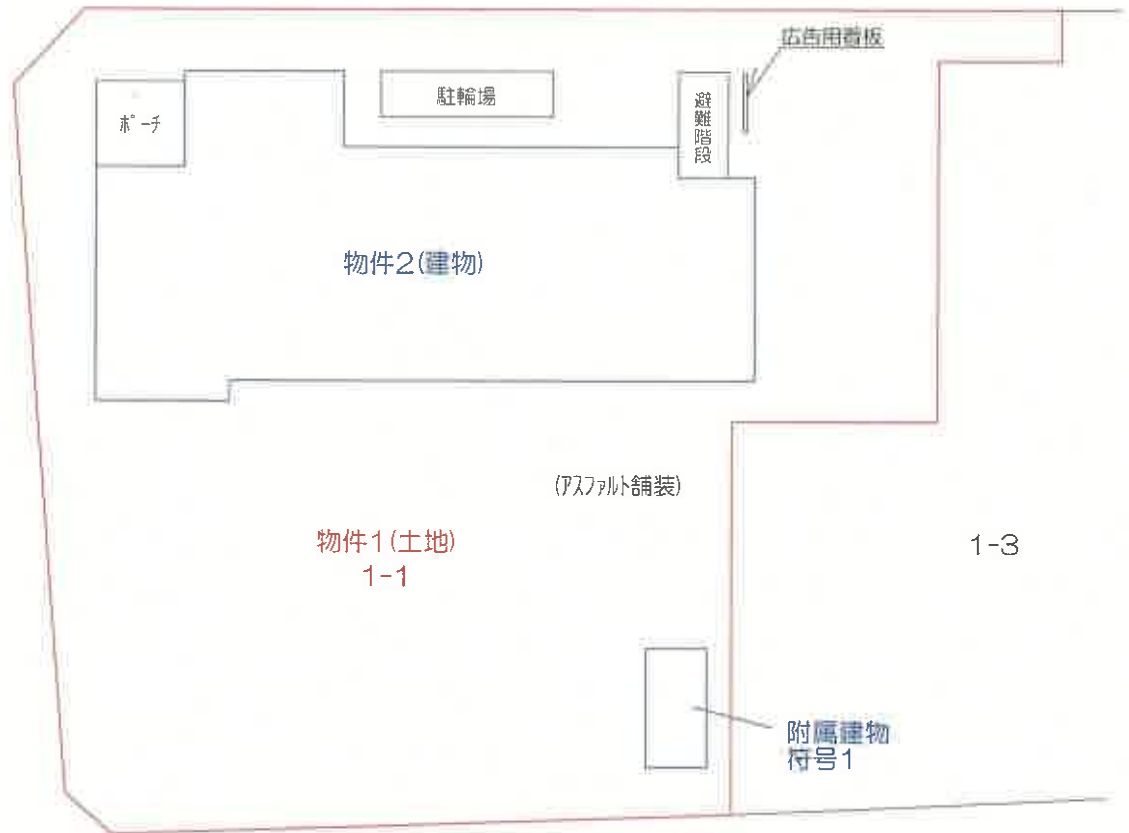 広告用看板
駐輪場
ポーチ
避難階段
物件2(建物)
(アスファルト舗装)
物件1(土地)
1-1
1-3
附属建物
符号1